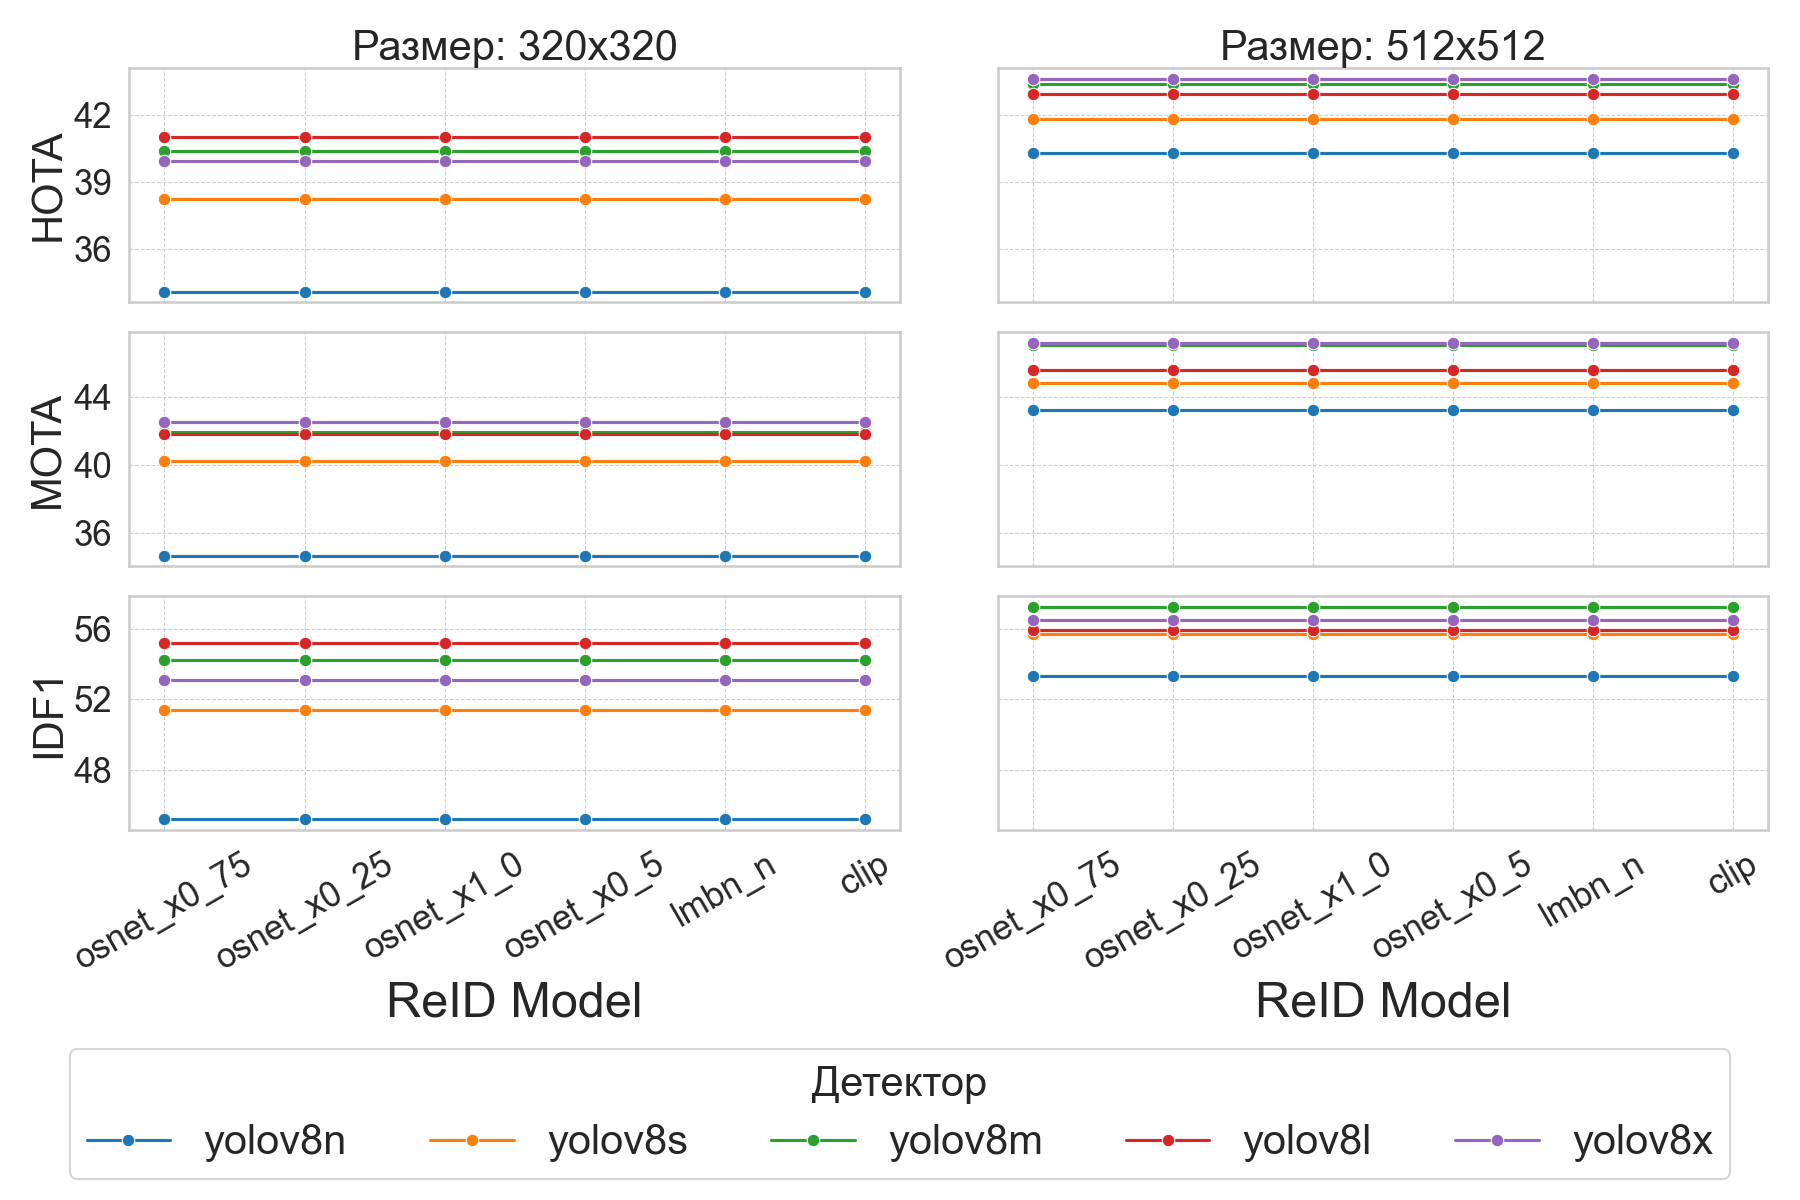 Размер: 320x320
Размер: 512x512
HOTA
42
39
36
MOTA
44
40
36
IDF1
56
52
48
osnet_x0_75
osnet_x0_25
osnet_x1_0
osnet_x0_5
lmbn_n
clip
osnet_x0_75
osnet_x0_25
osnet_x1_0
osnet_x0_5
lmbn_n
clip
ReID Model
ReID Model
Детектор
yolov8n yolov8s yolov8m yolov8l yolov8x